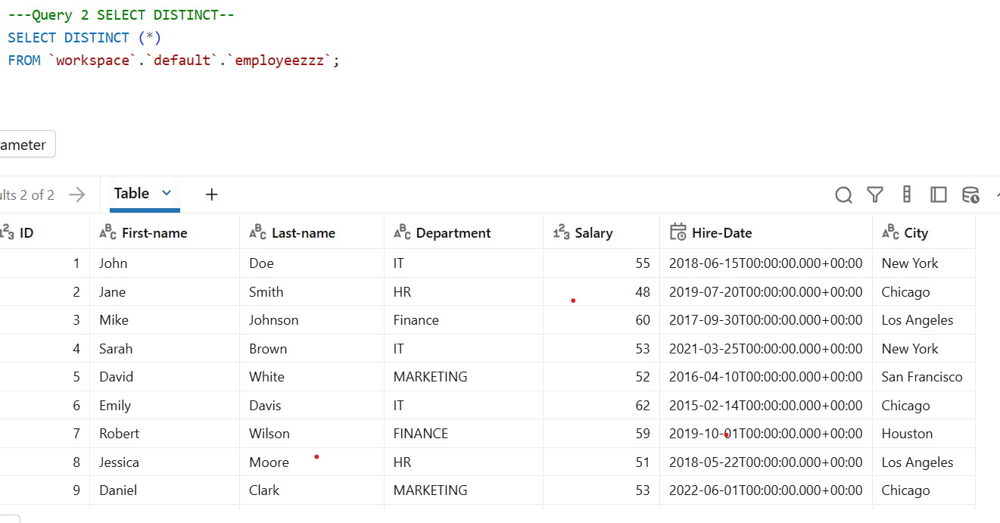 ---Query 2 SELECT DISTINCT--
SELECT DISTINCT (*)
FROM `workspace`.`default`.`employeezzz`;
ameter
ults 2 of 2 Table
ID First-name Last-name Department Salary Hire-Date City
1 John Doe IT 55 2018-06-15T00:00:00.000+00:00 New York
2 Jane Smith HR 48 2019-07-20T00:00:00.000+00:00 Chicago
3 Mike Johnson Finance 60 2017-09-30T00:00:00.000+00:00 Los Angeles
4 Sarah Brown IT 53 2021-03-25T00:00:00.000+00:00 New York
5 David White MARKETING 52 2016-04-10T00:00:00.000+00:00 San Francisco
6 Emily Davis IT 62 2015-02-14T00:00:00.000+00:00 Chicago
7 Robert Wilson FINANCE 59 2019-10-01T00:00:00.000+00:00 Houston
8 Jessica Moore HR 51 2018-05-22T00:00:00.000+00:00 Los Angeles
9 Daniel Clark MARKETING 53 2022-06-01T00:00:00.000+00:00 Chicago